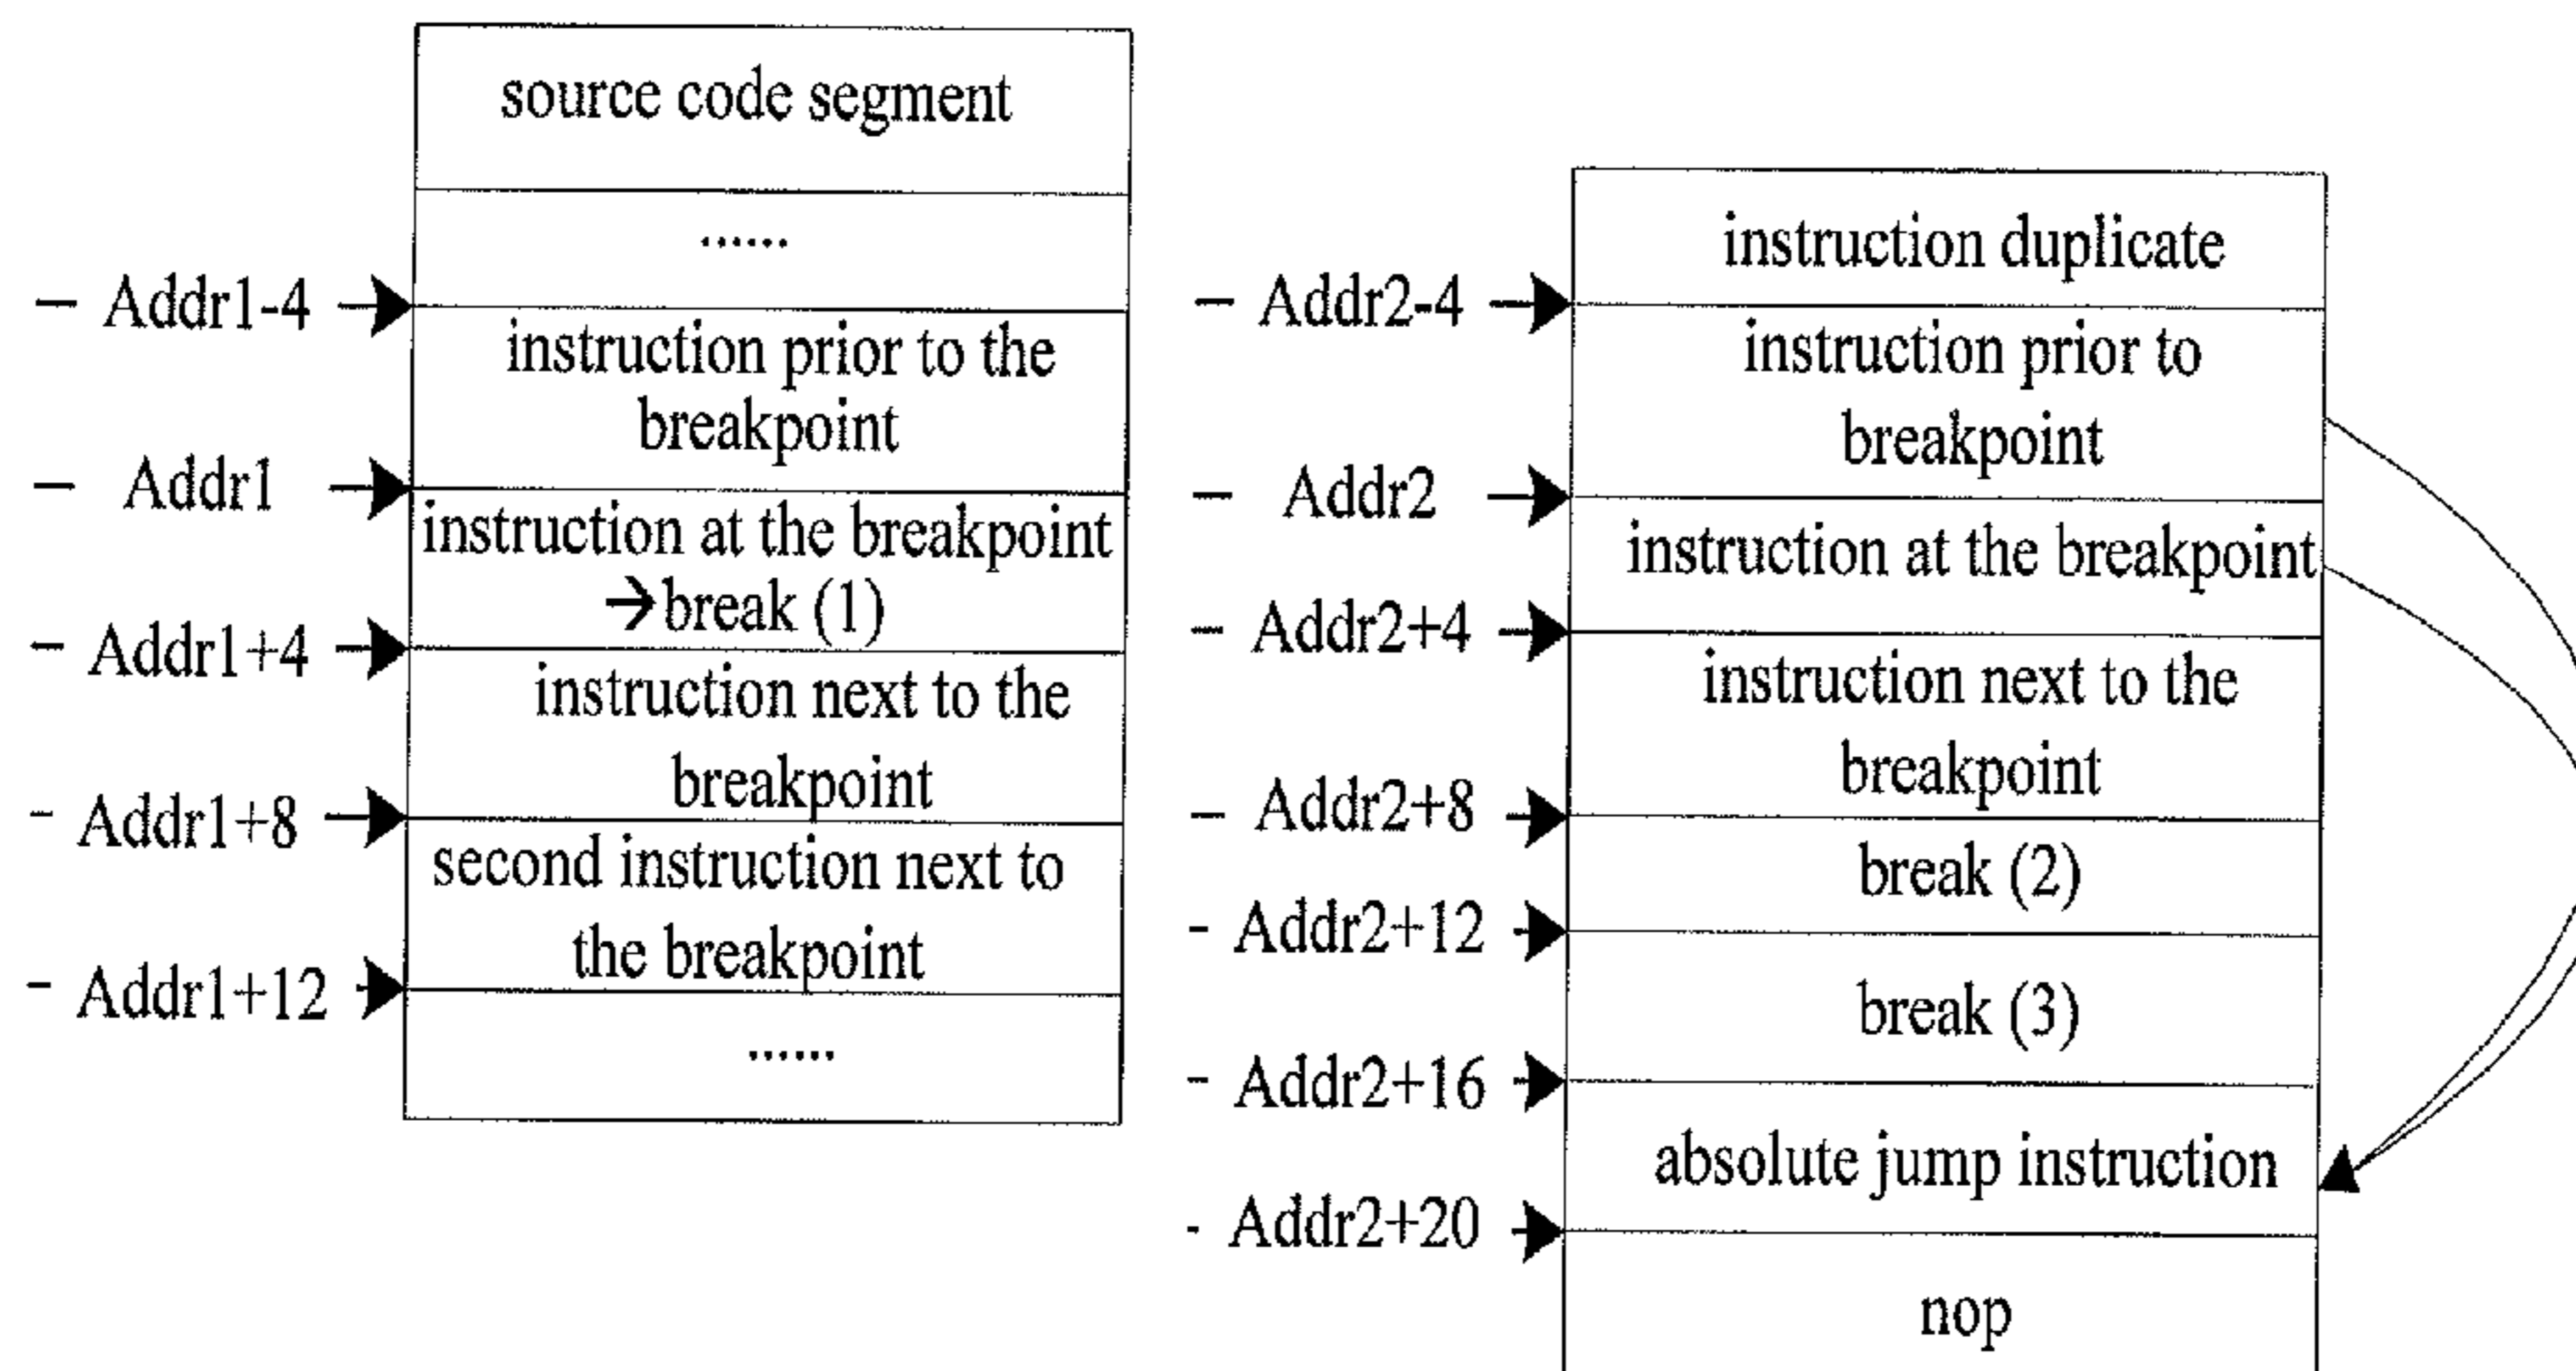 source code segment
......
– Addr1-4
instruction prior to the
breakpoint
– Addr1
instruction at the breakpoint
→break (1)
– Addr1+4
instruction next to the
breakpoint
- Addr1+8
second instruction next to
the breakpoint
- Addr1+12
......
instruction duplicate
– Addr2-4
instruction prior to
breakpoint
– Addr2
instruction at the breakpoint
– Addr2+4
instruction next to the
breakpoint
– Addr2+8
break (2)
- Addr2+12
break (3)
- Addr2+16
absolute jump instruction
- Addr2+20
nop